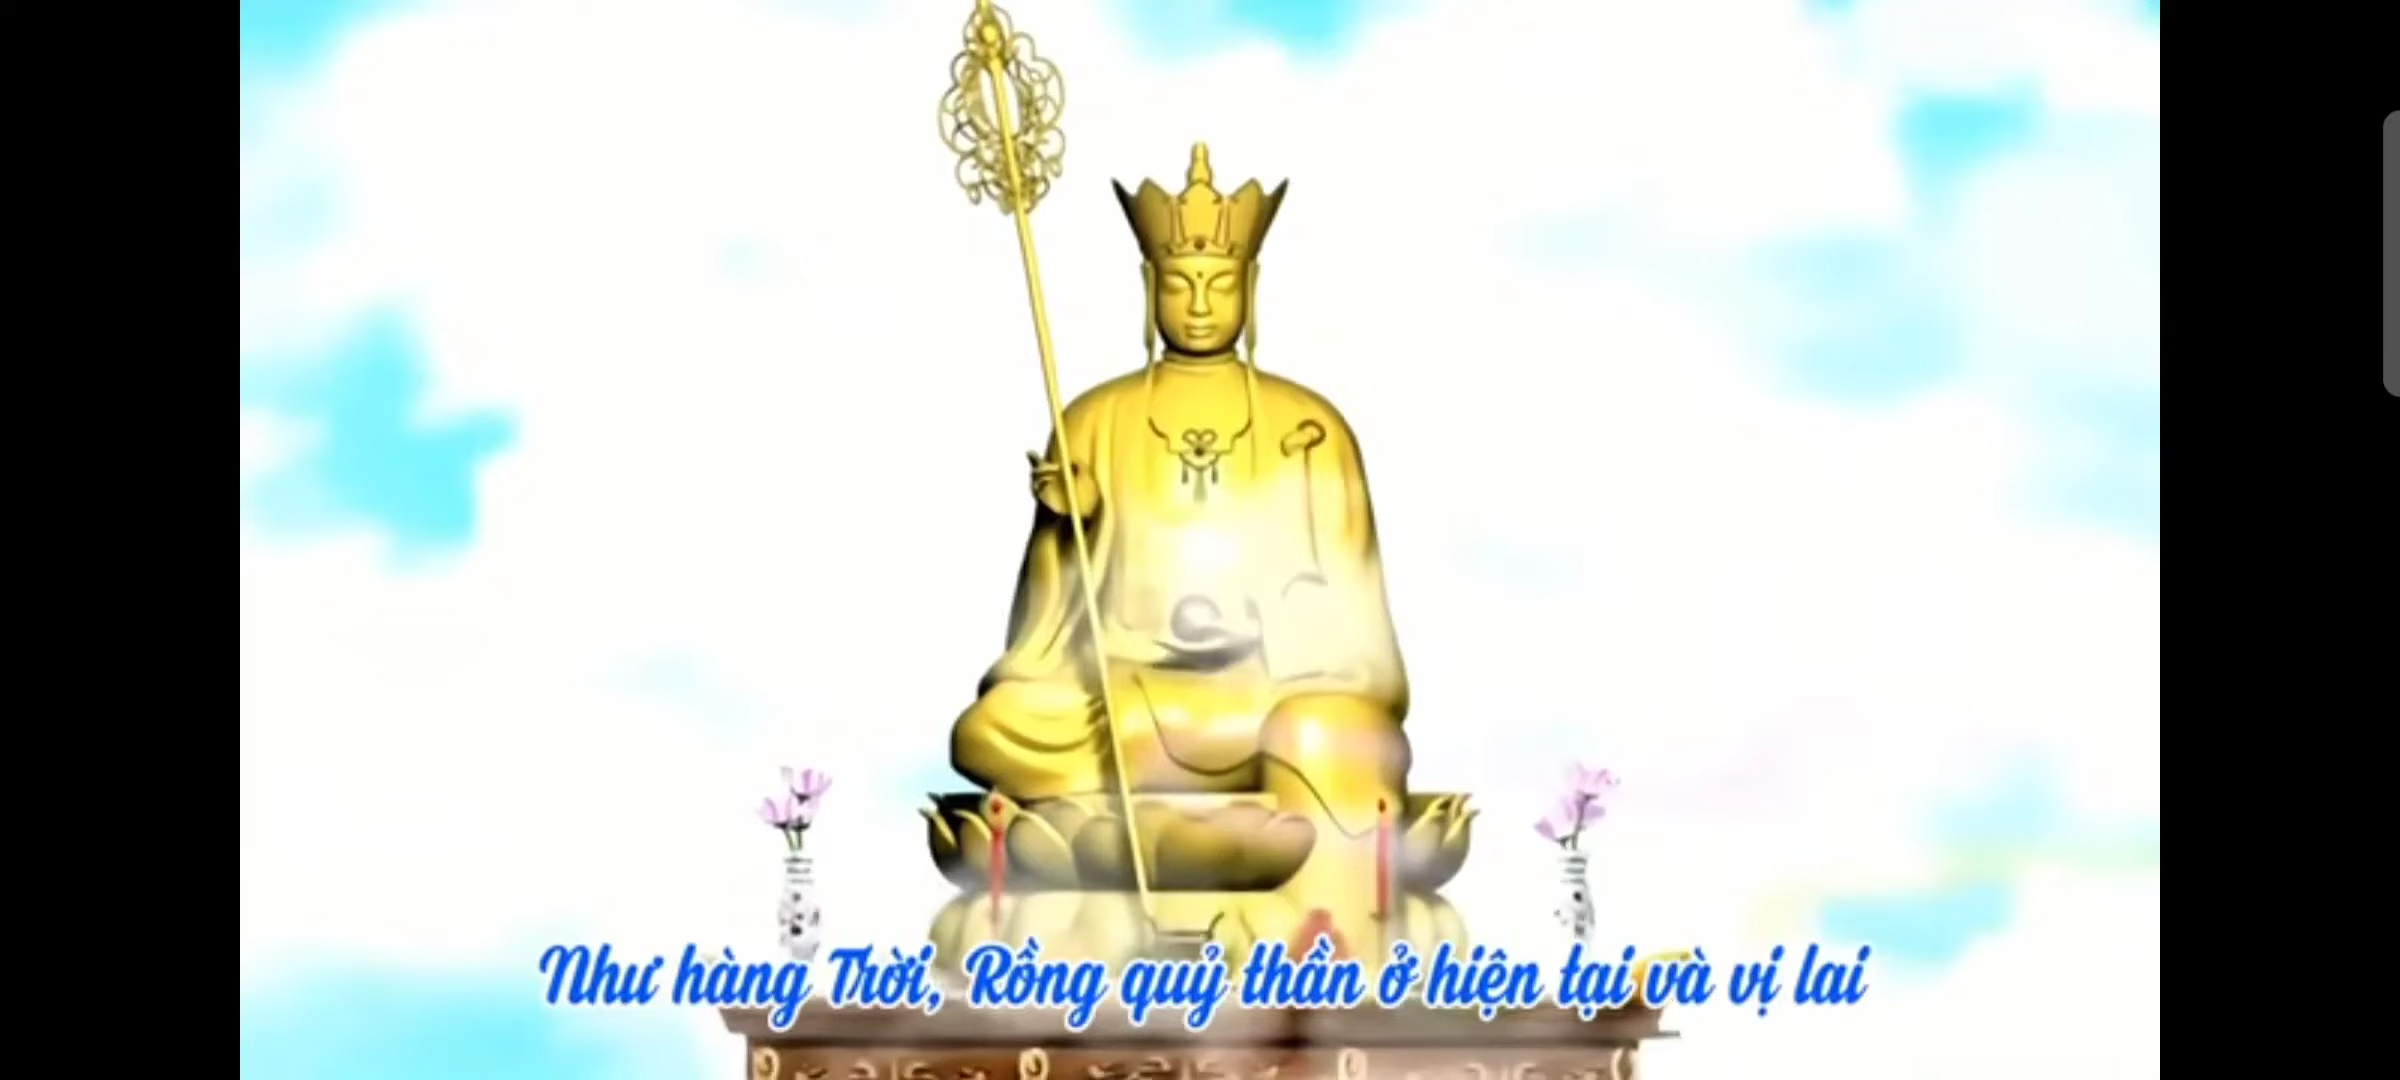 Như hàng Trời, Rồng quỷ thần ở hiện tại và vị lai